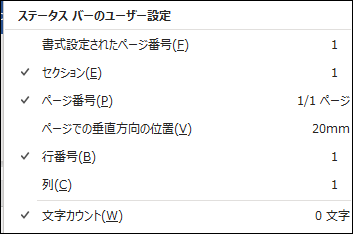 ステータス バーのユーザー設定
書式設定されたページ番号(F) 1
✓ セクション(E) 1
✓ ページ番号(P) 1/1 ページ
ページでの垂直方向の位置(V) 20mm
✓ 行番号(B) 1
列(C) 1
✓ 文字カウント(W) 0 文字